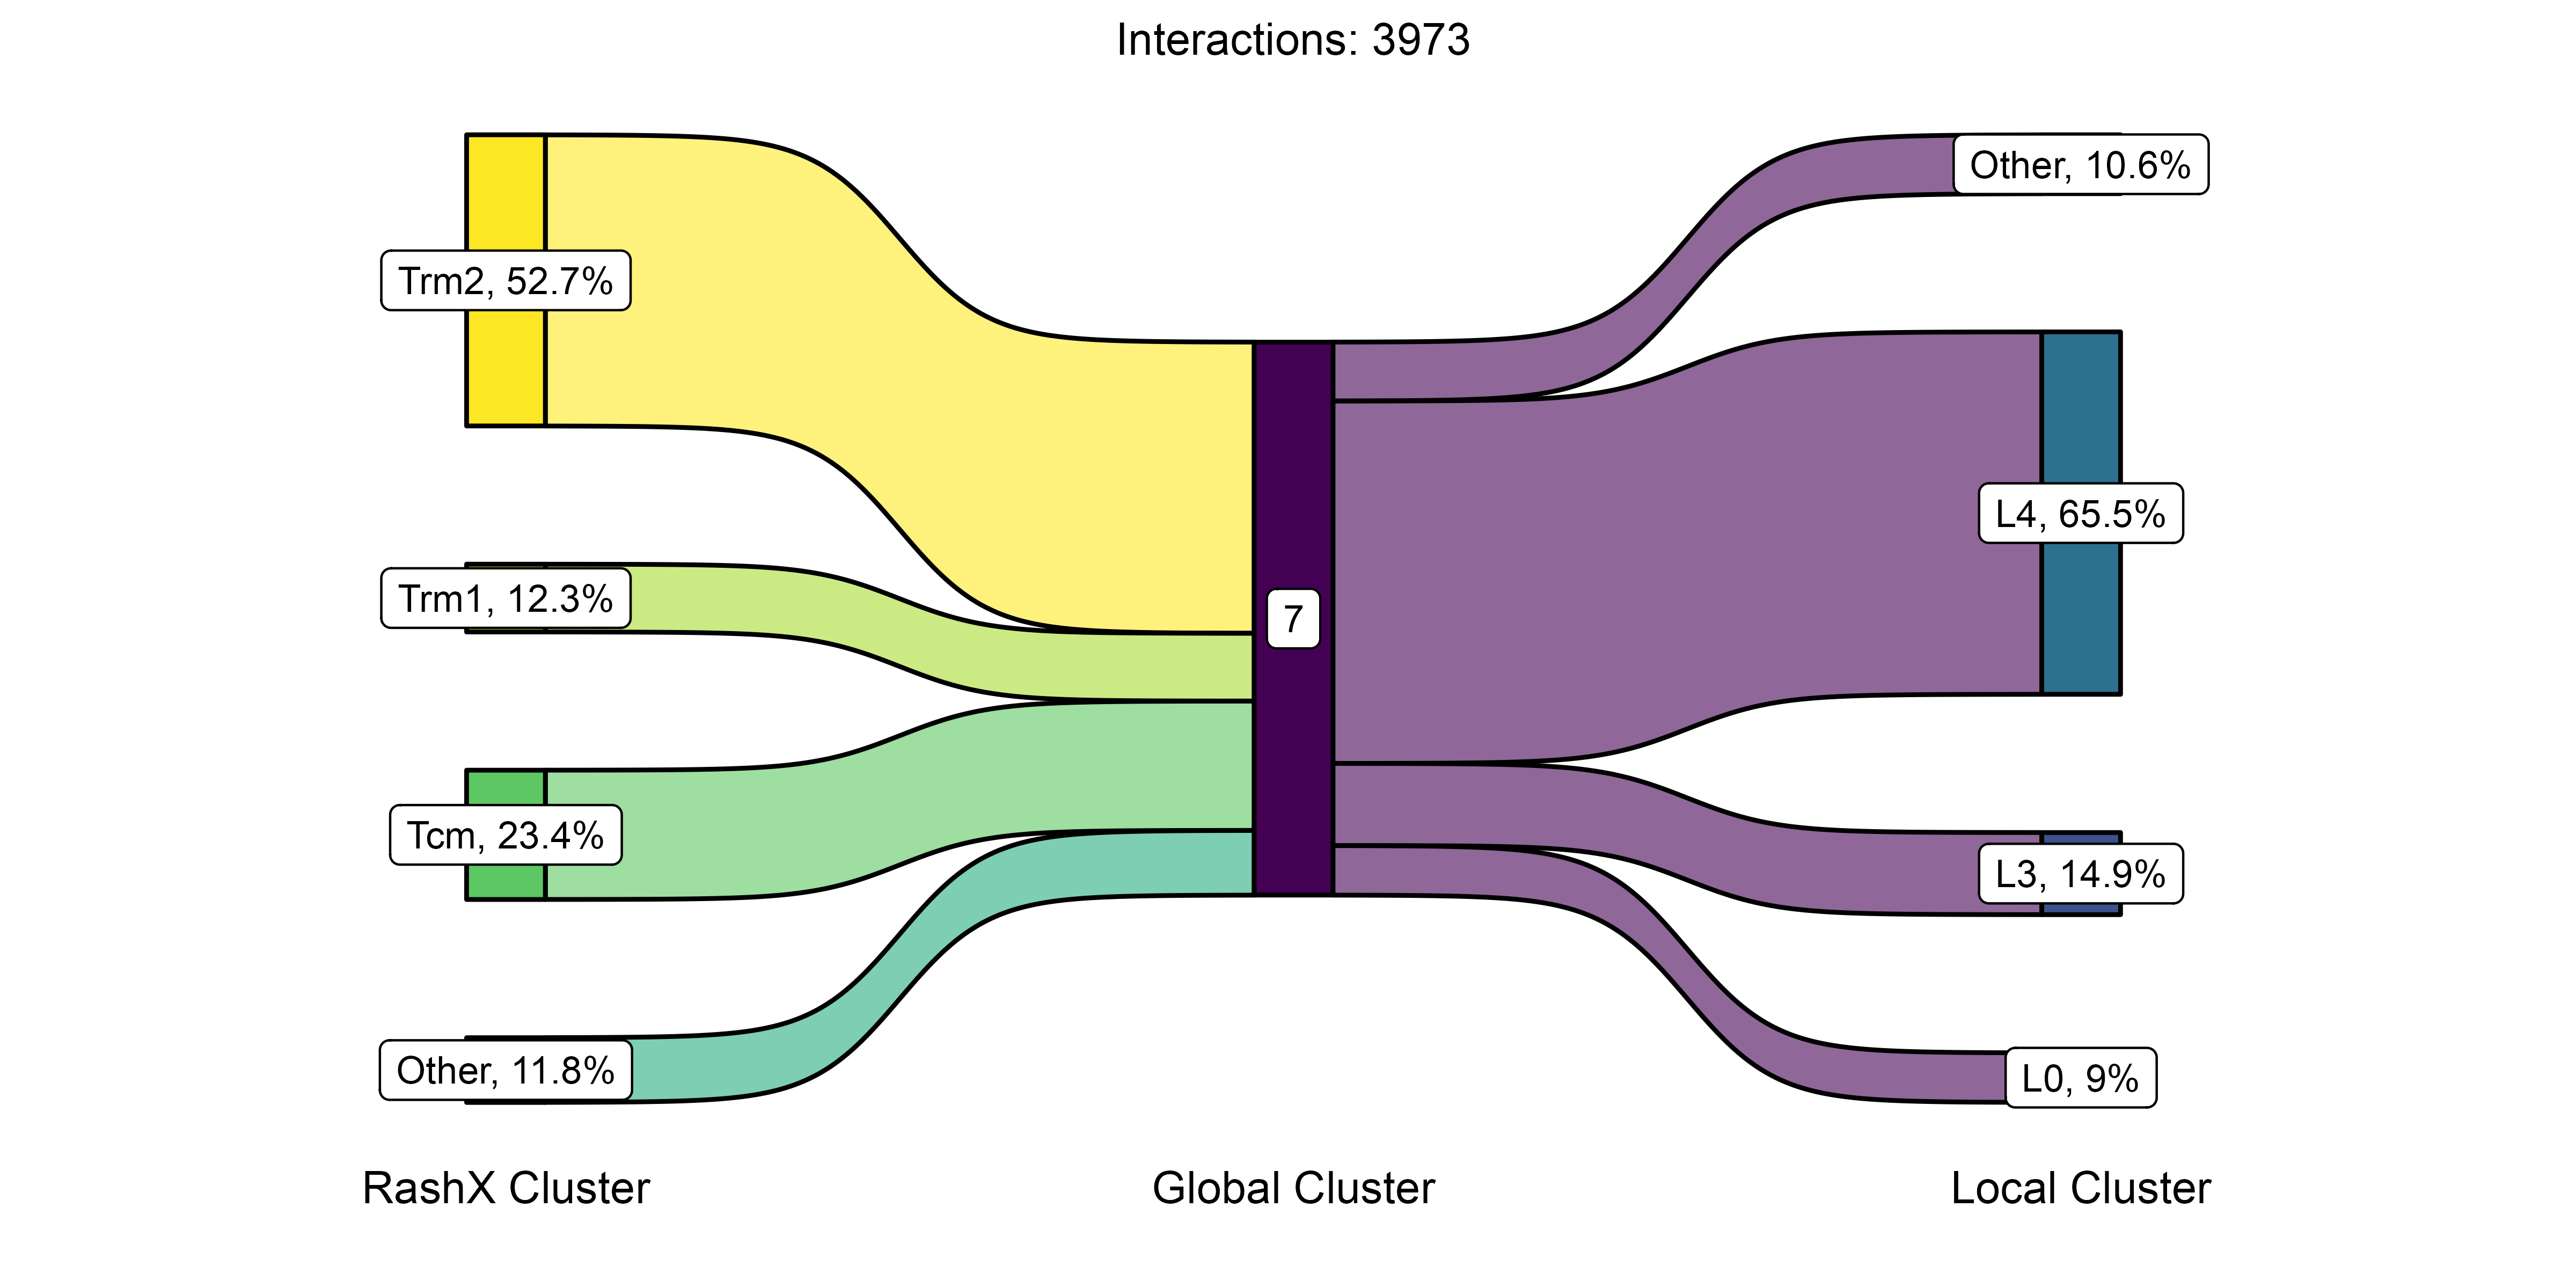 Interactions: 3973
Other, 10.6%
Trm2, 52.7%
L4, 65.5%
Trm1, 12.3%
7
Tcm, 23.4%
L3, 14.9%
Other, 11.8%
L0, 9%
RashX Cluster
Global Cluster
Local Cluster